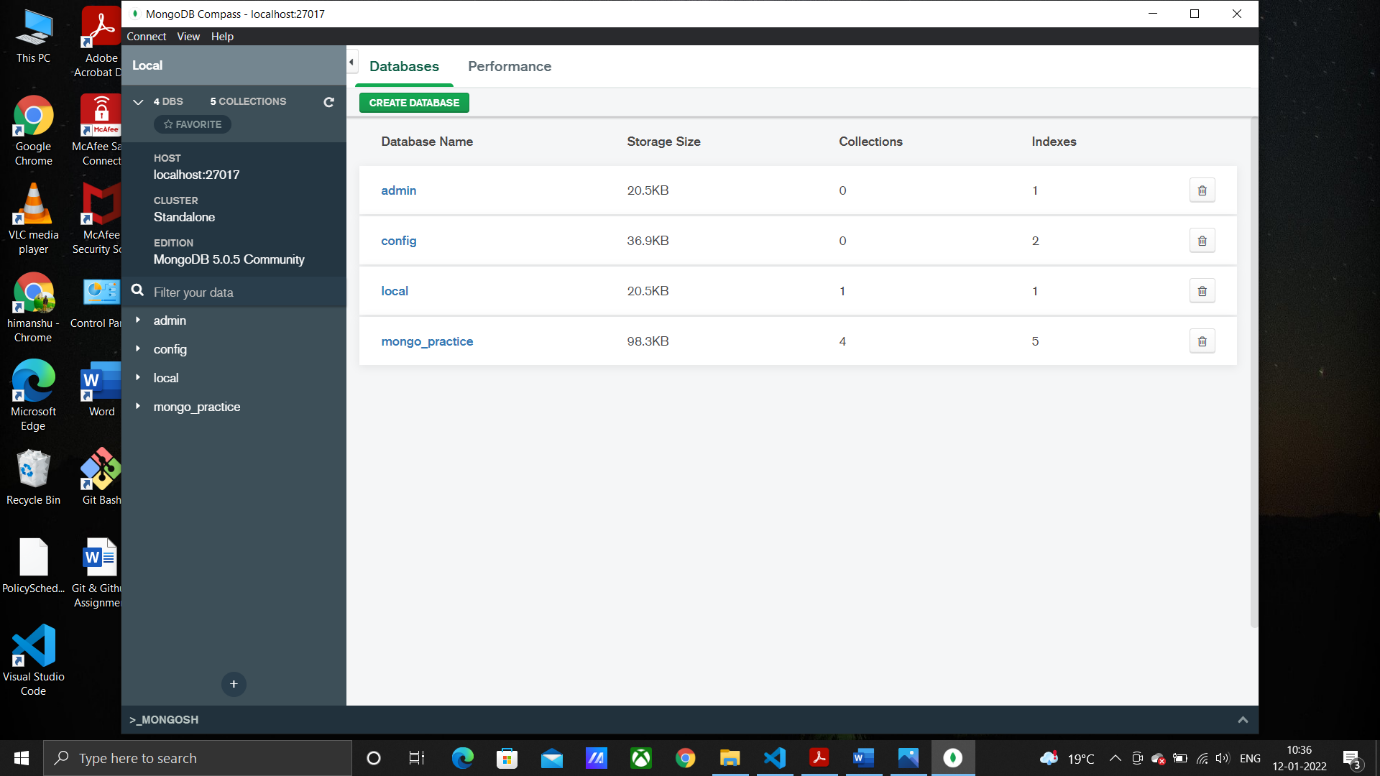 MongoDB Compass - localhost:27017
Connect View Help
This PC
Adobe
Acrobat D
Google
Chrome
McAfee Sa
Connect
VLC media
player
McAfee
Security Sc
himanshu -
Chrome
Control Pan
Microsoft
Edge
Word
Recycle Bin
Git Bash
PolicySched...
Git & Githu
Assignme
Visual Studio
Code
Local
4 DBS 5 COLLECTIONS
FAVORITE
HOST
localhost:27017
CLUSTER
Standalone
EDITION
MongoDB 5.0.5 Community
Filter your data
admin
config
local
mongo_practice
+
Databases Performance
CREATE DATABASE
Database Name Storage Size Collections Indexes
admin 20.5KB 0 1
config 36.9KB 0 2
local 20.5KB 1 1
mongo_practice 98.3KB 4 5
>_MONGOSH
Type here to search
19°C
ENG
10:36
12-01-2022
3